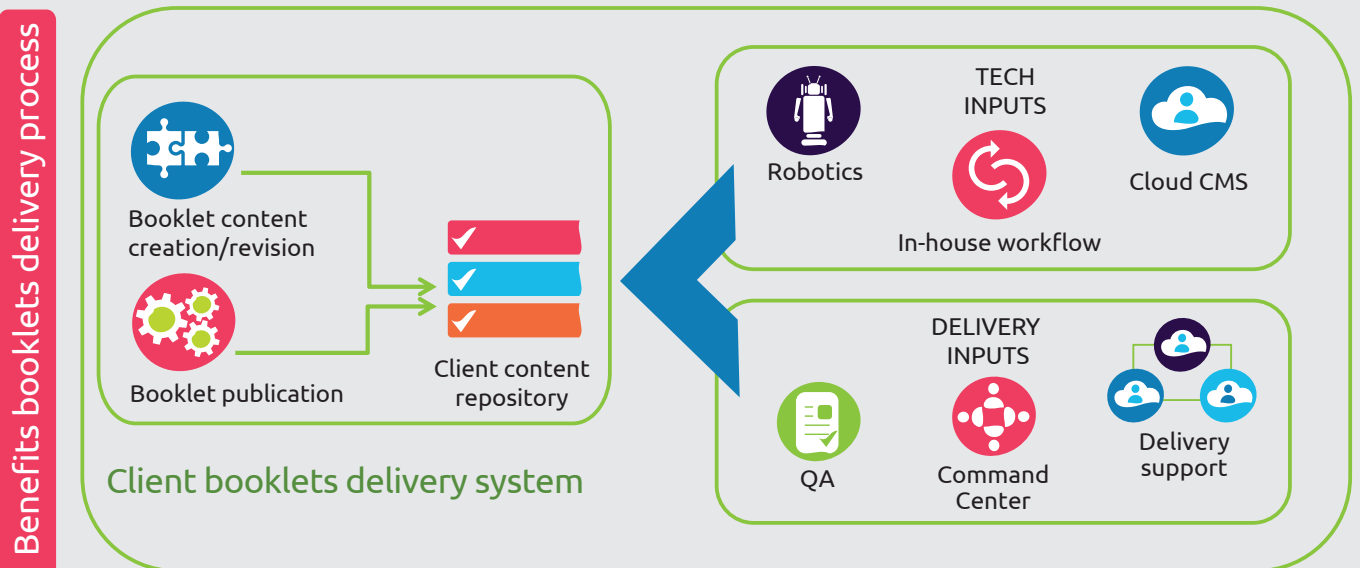 Benefits booklets delivery process
Booklet content
creation/revision
Booklet publication
Client content
repository
Client booklets delivery system
TECH
INPUTS
Robotics
In-house workflow
Cloud CMS
DELIVERY
INPUTS
QA
Command
Center
Delivery
support